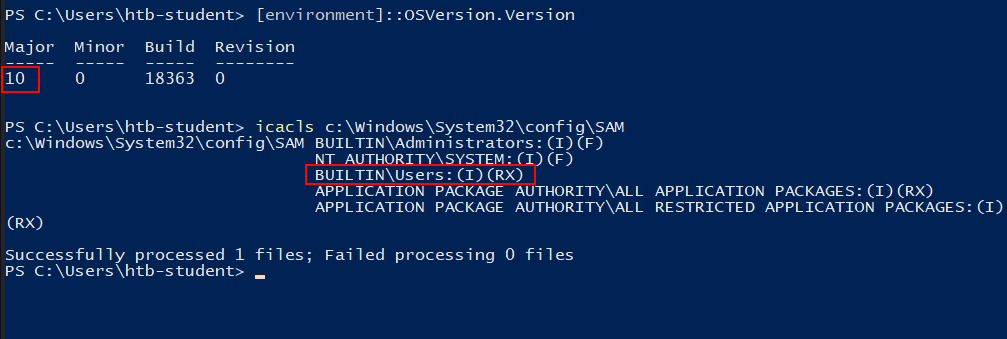 PS C:\Users\htb-student> [environment]::OSVersion.Version
Major  Minor  Build  Revision
-----  -----  -----  --------
10     0      18363  0
PS C:\Users\htb-student> icacls c:\Windows\System32\config\SAM
c:\Windows\System32\config\SAM BUILTIN\Administrators:(I)(F)
                               NT AUTHORITY\SYSTEM:(I)(F)
                               BUILTIN\Users:(I)(RX)
                               APPLICATION PACKAGE AUTHORITY\ALL APPLICATION PACKAGES:(I)(RX)
                               APPLICATION PACKAGE AUTHORITY\ALL RESTRICTED APPLICATION PACKAGES:(I)
(RX)
Successfully processed 1 files; Failed processing 0 files
PS C:\Users\htb-student>